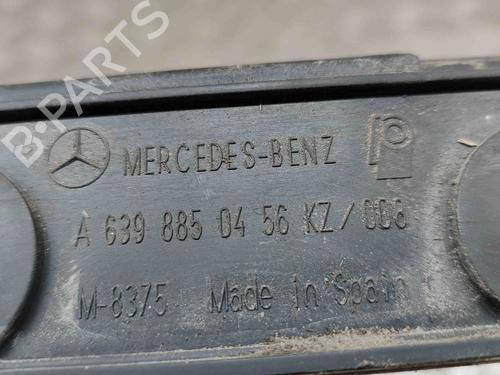 B-PARTS
MERCEDES-BENZ
A 639 885 04 56 KZ/008
M-8375 Made in Spain